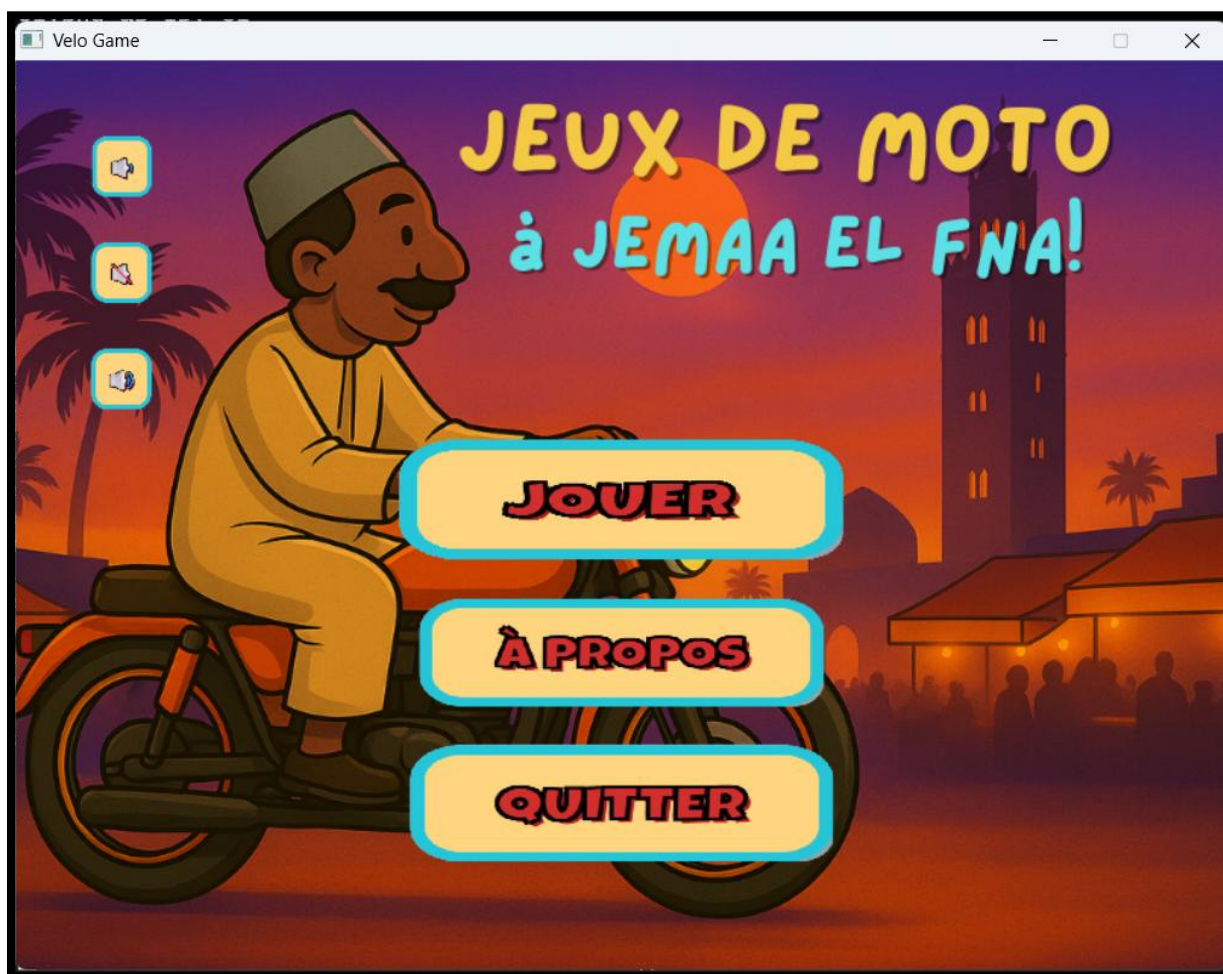 Velo Game
JEUX DE MOTO
à JEMAA EL FNA!
JOUER
À PROPOS
QUITTER